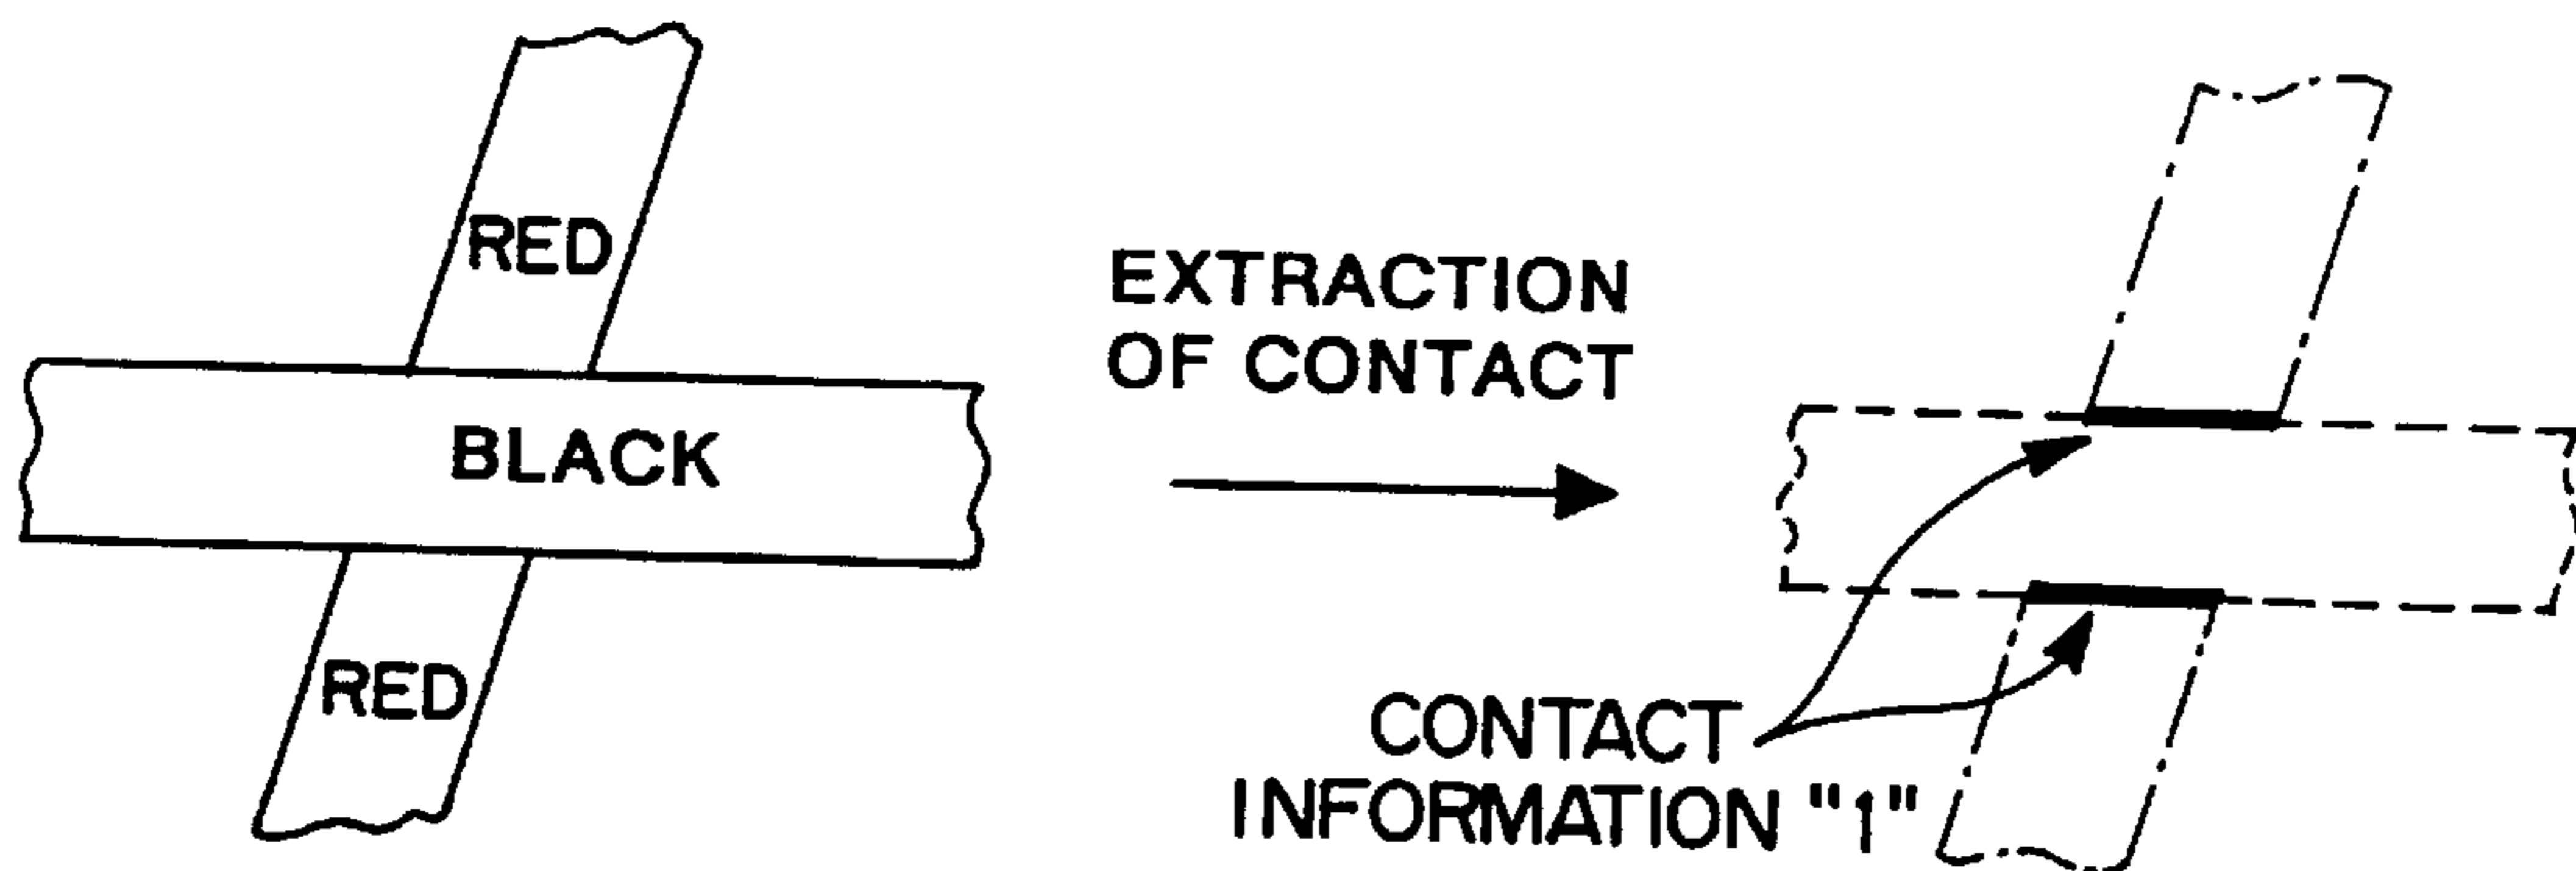 RED
BLACK
RED
EXTRACTION
OF CONTACT
CONTACT
INFORMATION "1"